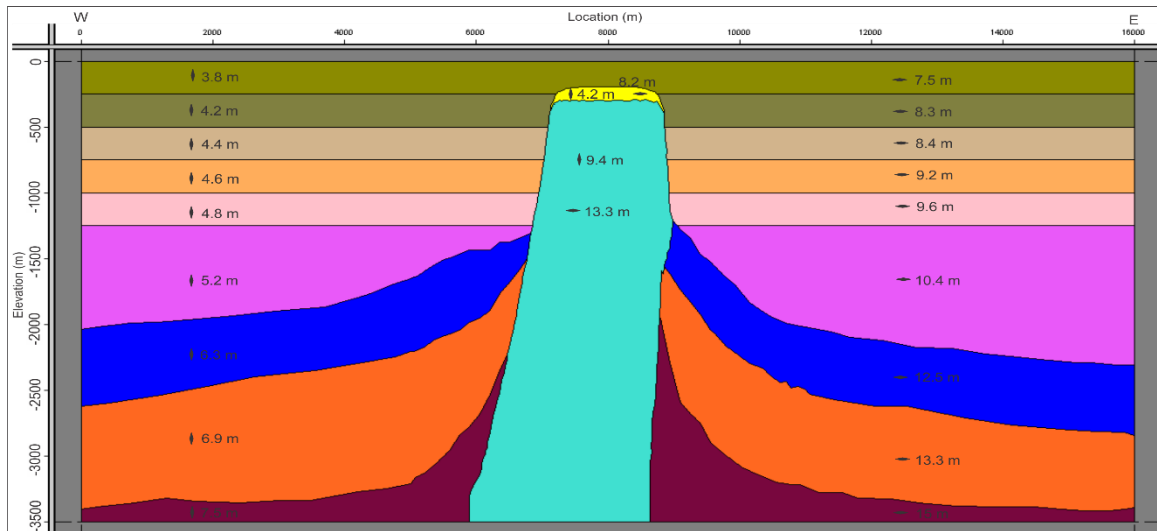 W Location (m) E
0 2000 4000 6000 8000 10000 12000 14000 16000
Elevation (m)
0
-500
-1000
-1500
-2000
-2500
-3000
-3500
3.8 m 8.2 m 7.5 m
4.2 m 4.2 m 8.3 m
4.4 m 9.4 m 8.4 m
4.6 m 9.2 m
4.8 m 13.3 m 9.6 m
5.2 m 10.4 m
6.3 m 12.5 m
6.9 m 13.3 m